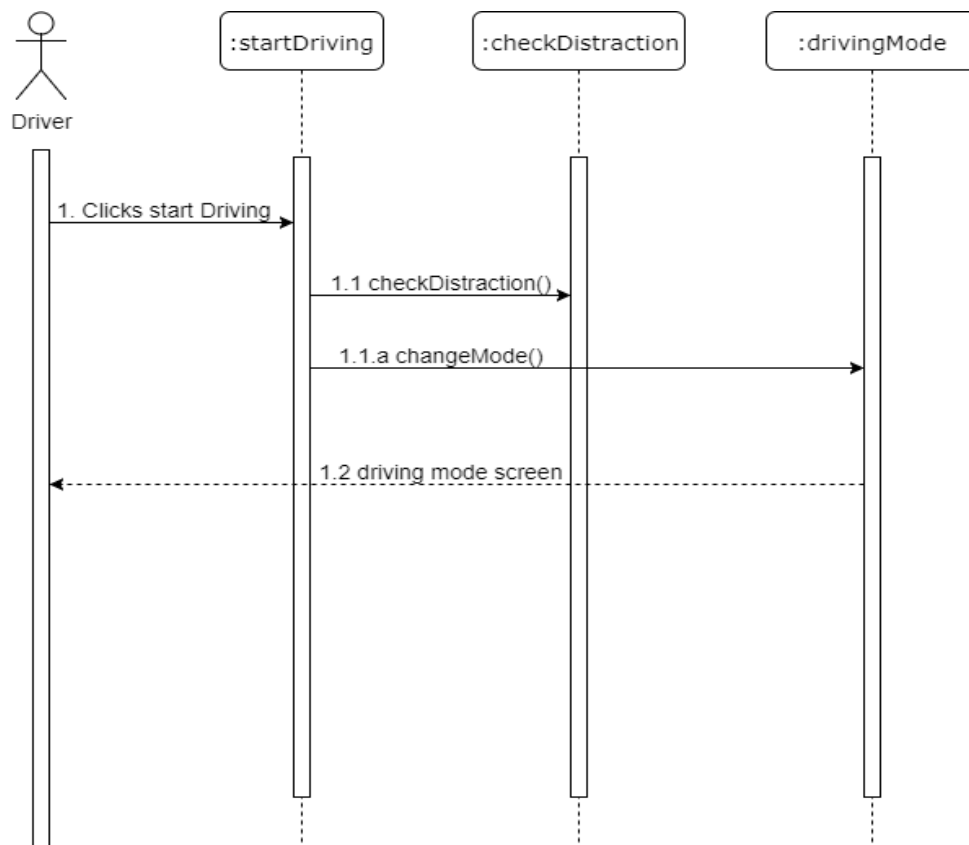 :startDriving
:checkDistraction
:drivingMode
Driver
1. Clicks start Driving
1.1 checkDistraction()
1.1.a changeMode()
1.2 driving mode screen